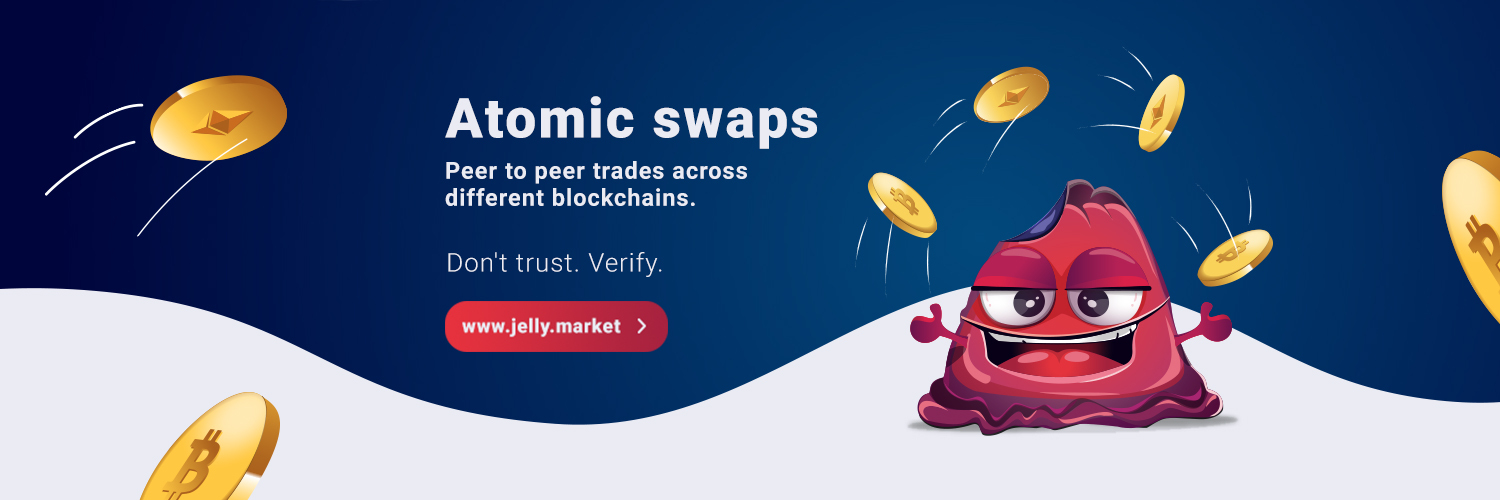 Atomic swaps
Peer to peer trades across
different blockchains.
Don't trust. Verify.
www.jelly.market